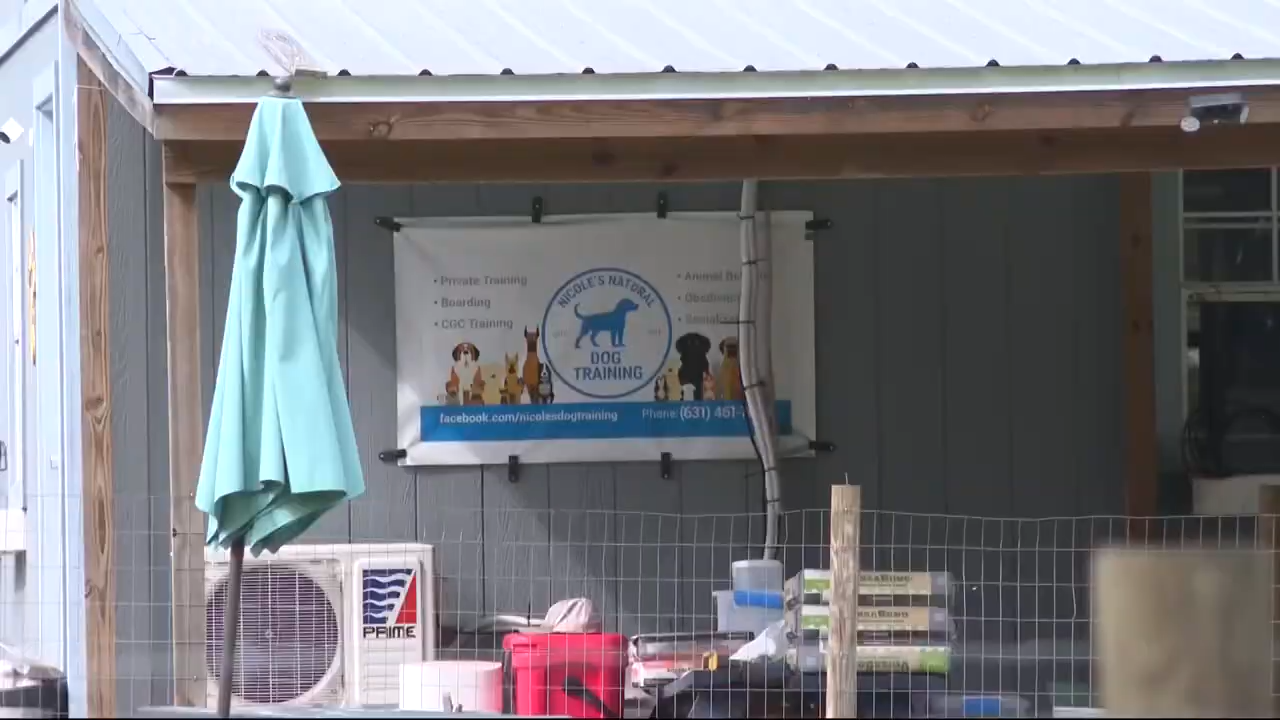 • Private Training
• Boarding
• CGC Training
NICOLE'S NATURAL
DOG
TRAINING
• Animal
•
•
facebook.com/nicolesdogtraining
Phone: (631) 461-
PRIME